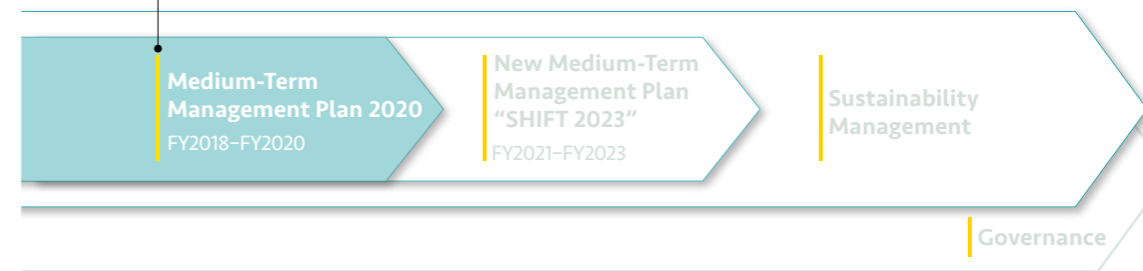 Medium-Term
Management Plan 2020
FY2018–FY2020
New Medium-Term
Management Plan
“SHIFT 2023”
FY2021–FY2023
Sustainability
Management
Governance